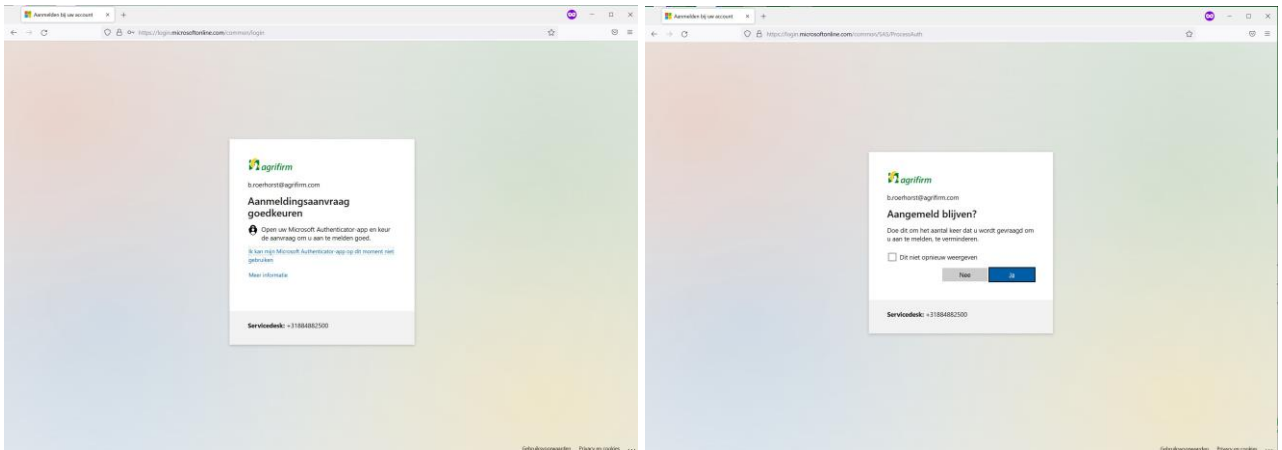 Aanmelden bij uw account
https://login.microsoftonline.com/common/login
agrifirm
b.roerhorst@agrifirm.com
Aanmeldingsaanvraag
goedkeuren
Open uw Microsoft Authenticator-app en keur
de aanvraag om u aan te melden goed.
Ik kan mijn Microsoft Authenticator-app op dit moment niet
gebruiken
Meer informatie
Servicedesk: +31884882500
Gebruiksvoorwaarden Privacy en cookies ...
Aanmelden bij uw account
https://login.microsoftonline.com/common/SAS/ProcessAuth
agrifirm
b.roerhorst@agrifirm.com
Aangemeld blijven?
Doe dit om het aantal keer dat u wordt gevraagd om
u aan te melden, te verminderen.
Dit niet opnieuw weergeven
Nee Ja
Servicedesk: +31884882500
Gebruiksvoorwaarden Privacy en cookies ...